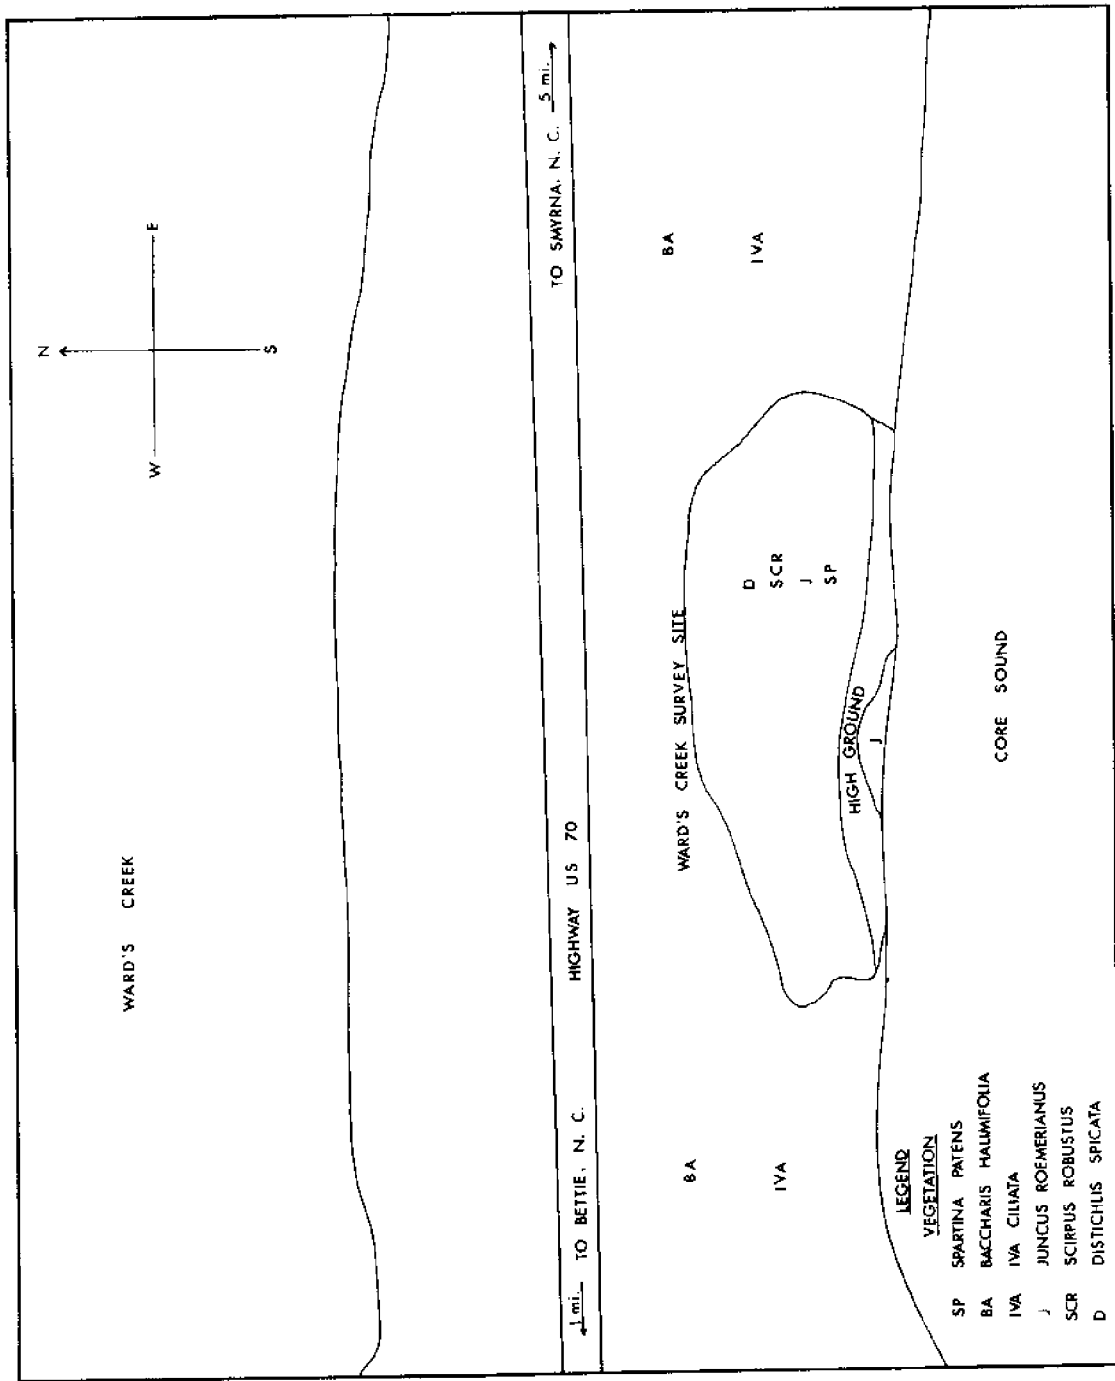 WARD'S CREEK
N
W E
S
1 mi. TO BETTIE, N. C. HIGHWAY US 70 TO SMYRNA, N. C. 5 mi.
WARD'S CREEK SURVEY SITE
BA
IVA
BA
IVA
D
SCR
J
SP
HIGH GROUND
J
CORE SOUND
LEGEND
VEGETATION
SP SPARTINA PATENS
BA BACCHARIS HALIMIFOLIA
IVA IVA CILIATA
J JUNCUS ROEMERIANUS
SCR SCIRPUS ROBUSTUS
D DISTICHLIS SPICATA